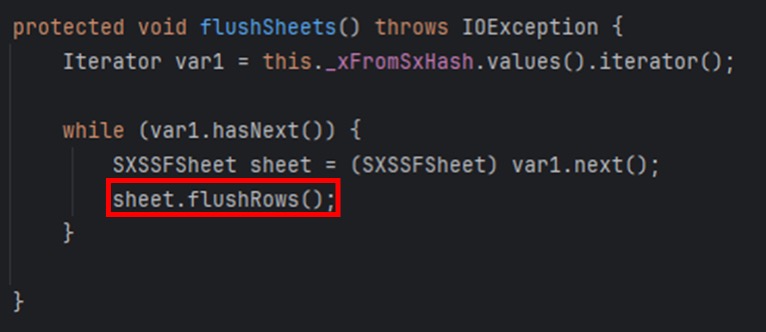 protected void flushSheets() throws IOException {
Iterator var1 = this._xFromSxHash.values().iterator();
while (var1.hasNext()) {
SXSSFSheet sheet = (SXSSFSheet) var1.next();
sheet.flushRows();
}
}